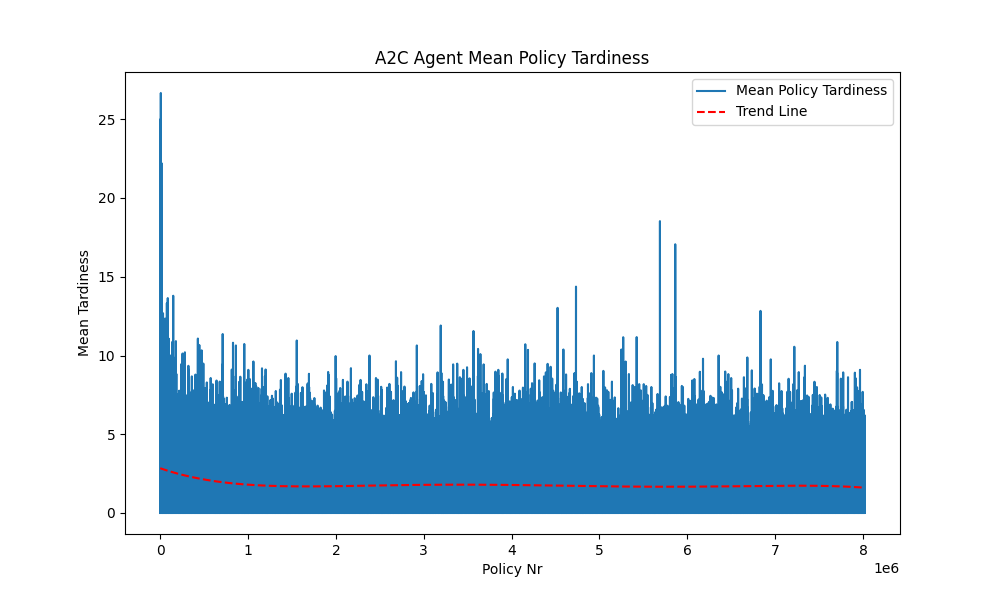 A2C Agent Mean Policy Tardiness
Mean Policy Tardiness
Trend Line
Mean Tardiness
25
20
15
10
5
0
0 1 2 3 4 5 6 7 8
1e6
Policy Nr